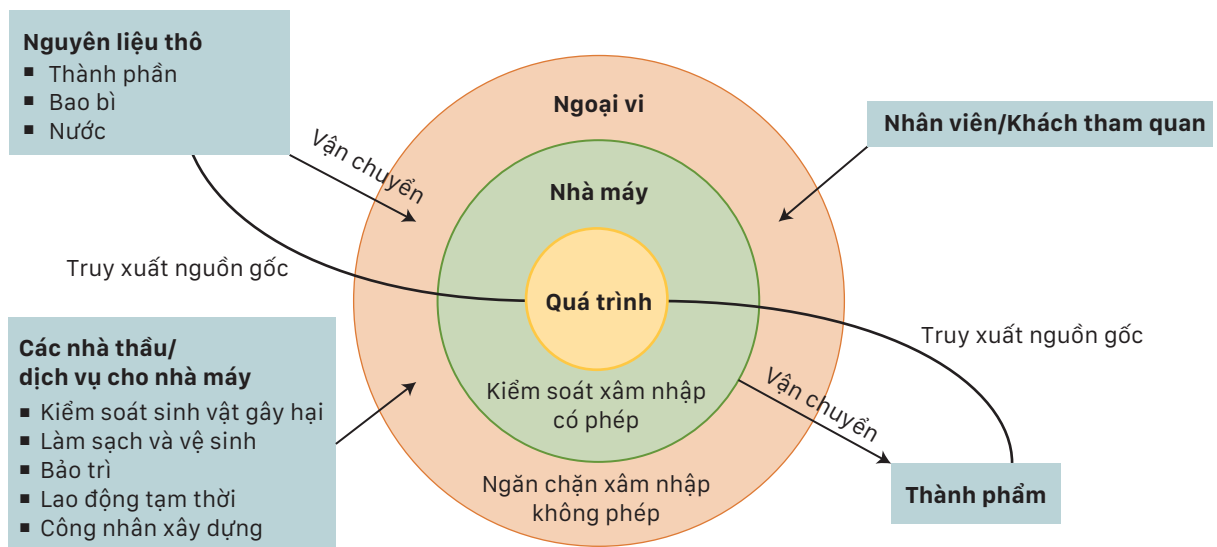 Nguyên liệu thô
▪ Thành phần
▪ Bao bì
▪ Nước
Vận chuyển
Truy xuất nguồn gốc
Các nhà thầu/
dịch vụ cho nhà máy
▪ Kiểm soát sinh vật gây hại
▪ Làm sạch và vệ sinh
▪ Bảo trì
▪ Lao động tạm thời
▪ Công nhân xây dựng
Ngoại vi
Nhà máy
Quá trình
Kiểm soát xâm nhập
có phép
Ngăn chặn xâm nhập
không phép
Nhân viên/Khách tham quan
Truy xuất nguồn gốc
Vận chuyển
Thành phẩm